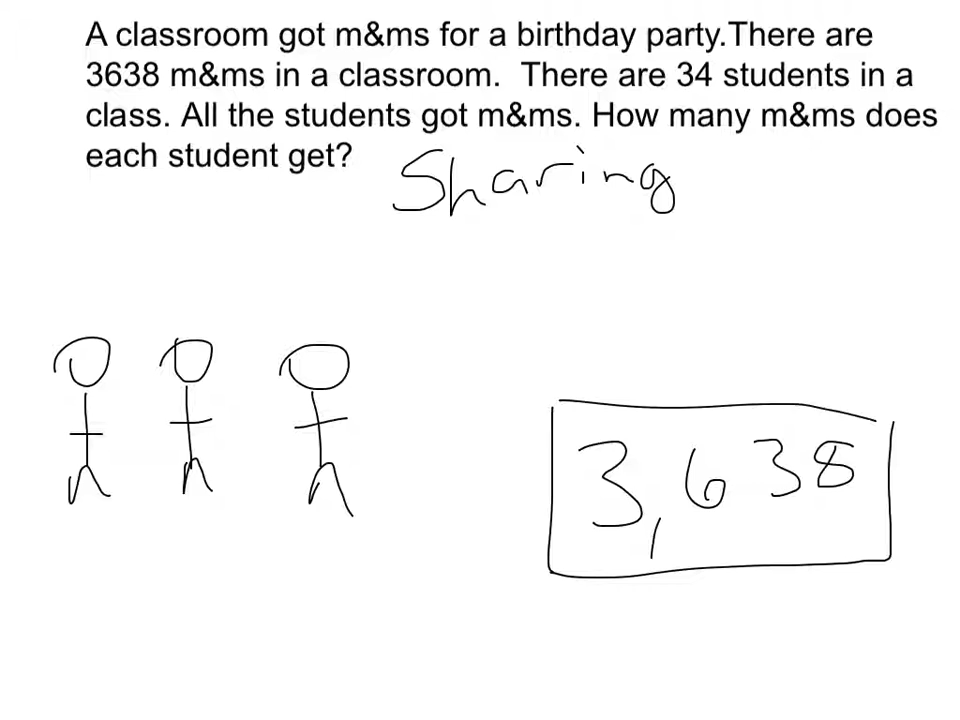 A classroom got m&ms for a birthday party.There are
3638 m&ms in a classroom.  There are 34 students in a
class. All the students got m&ms. How many m&ms does
each student get?
Sharing
3,638